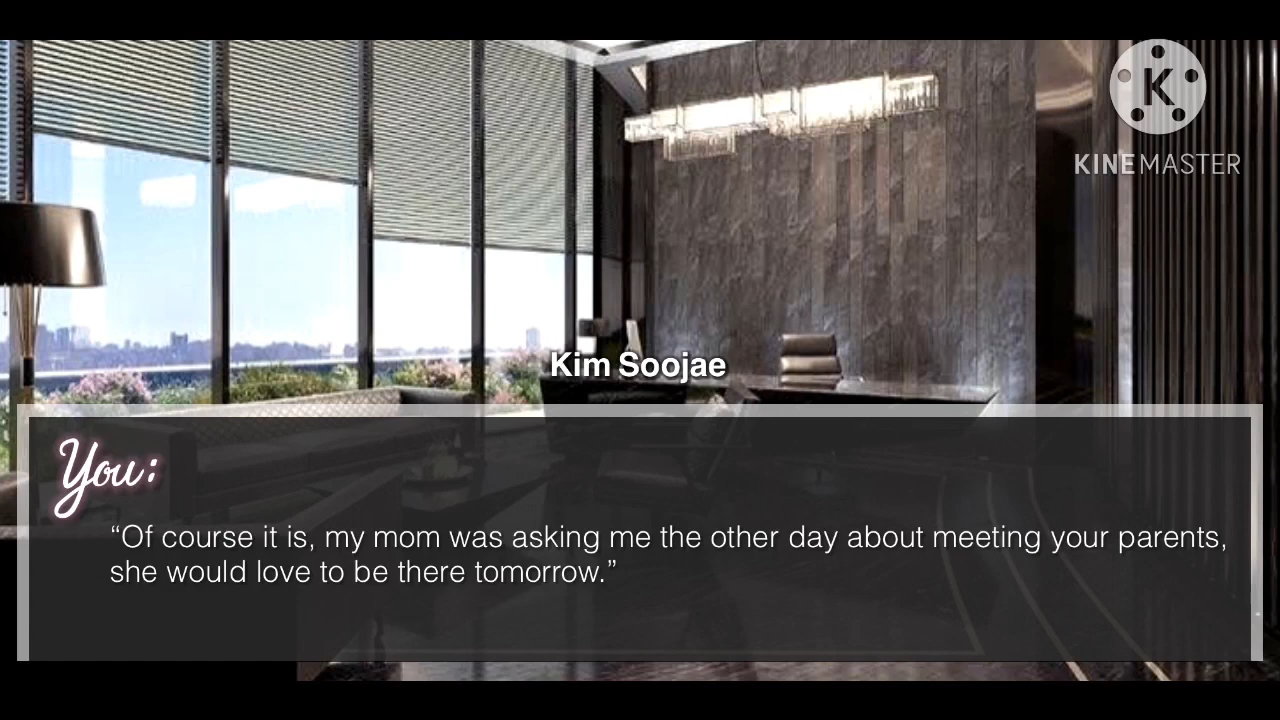 K
KINEMASTER
Kim Soojae
You:
“Of course it is, my mom was asking me the other day about meeting your parents,
she would love to be there tomorrow.”